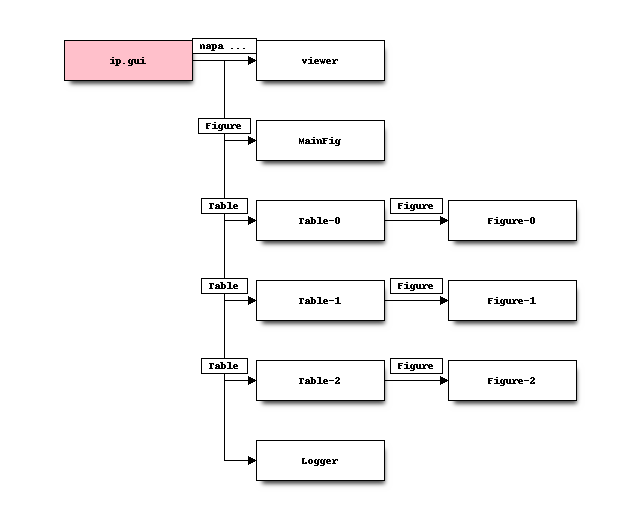 ip.gui
napa ...
viewer
Figure
MainFig
Table
Table-0
Figure
Figure-0
Table
Table-1
Figure
Figure-1
Table
Table-2
Figure
Figure-2
Logger